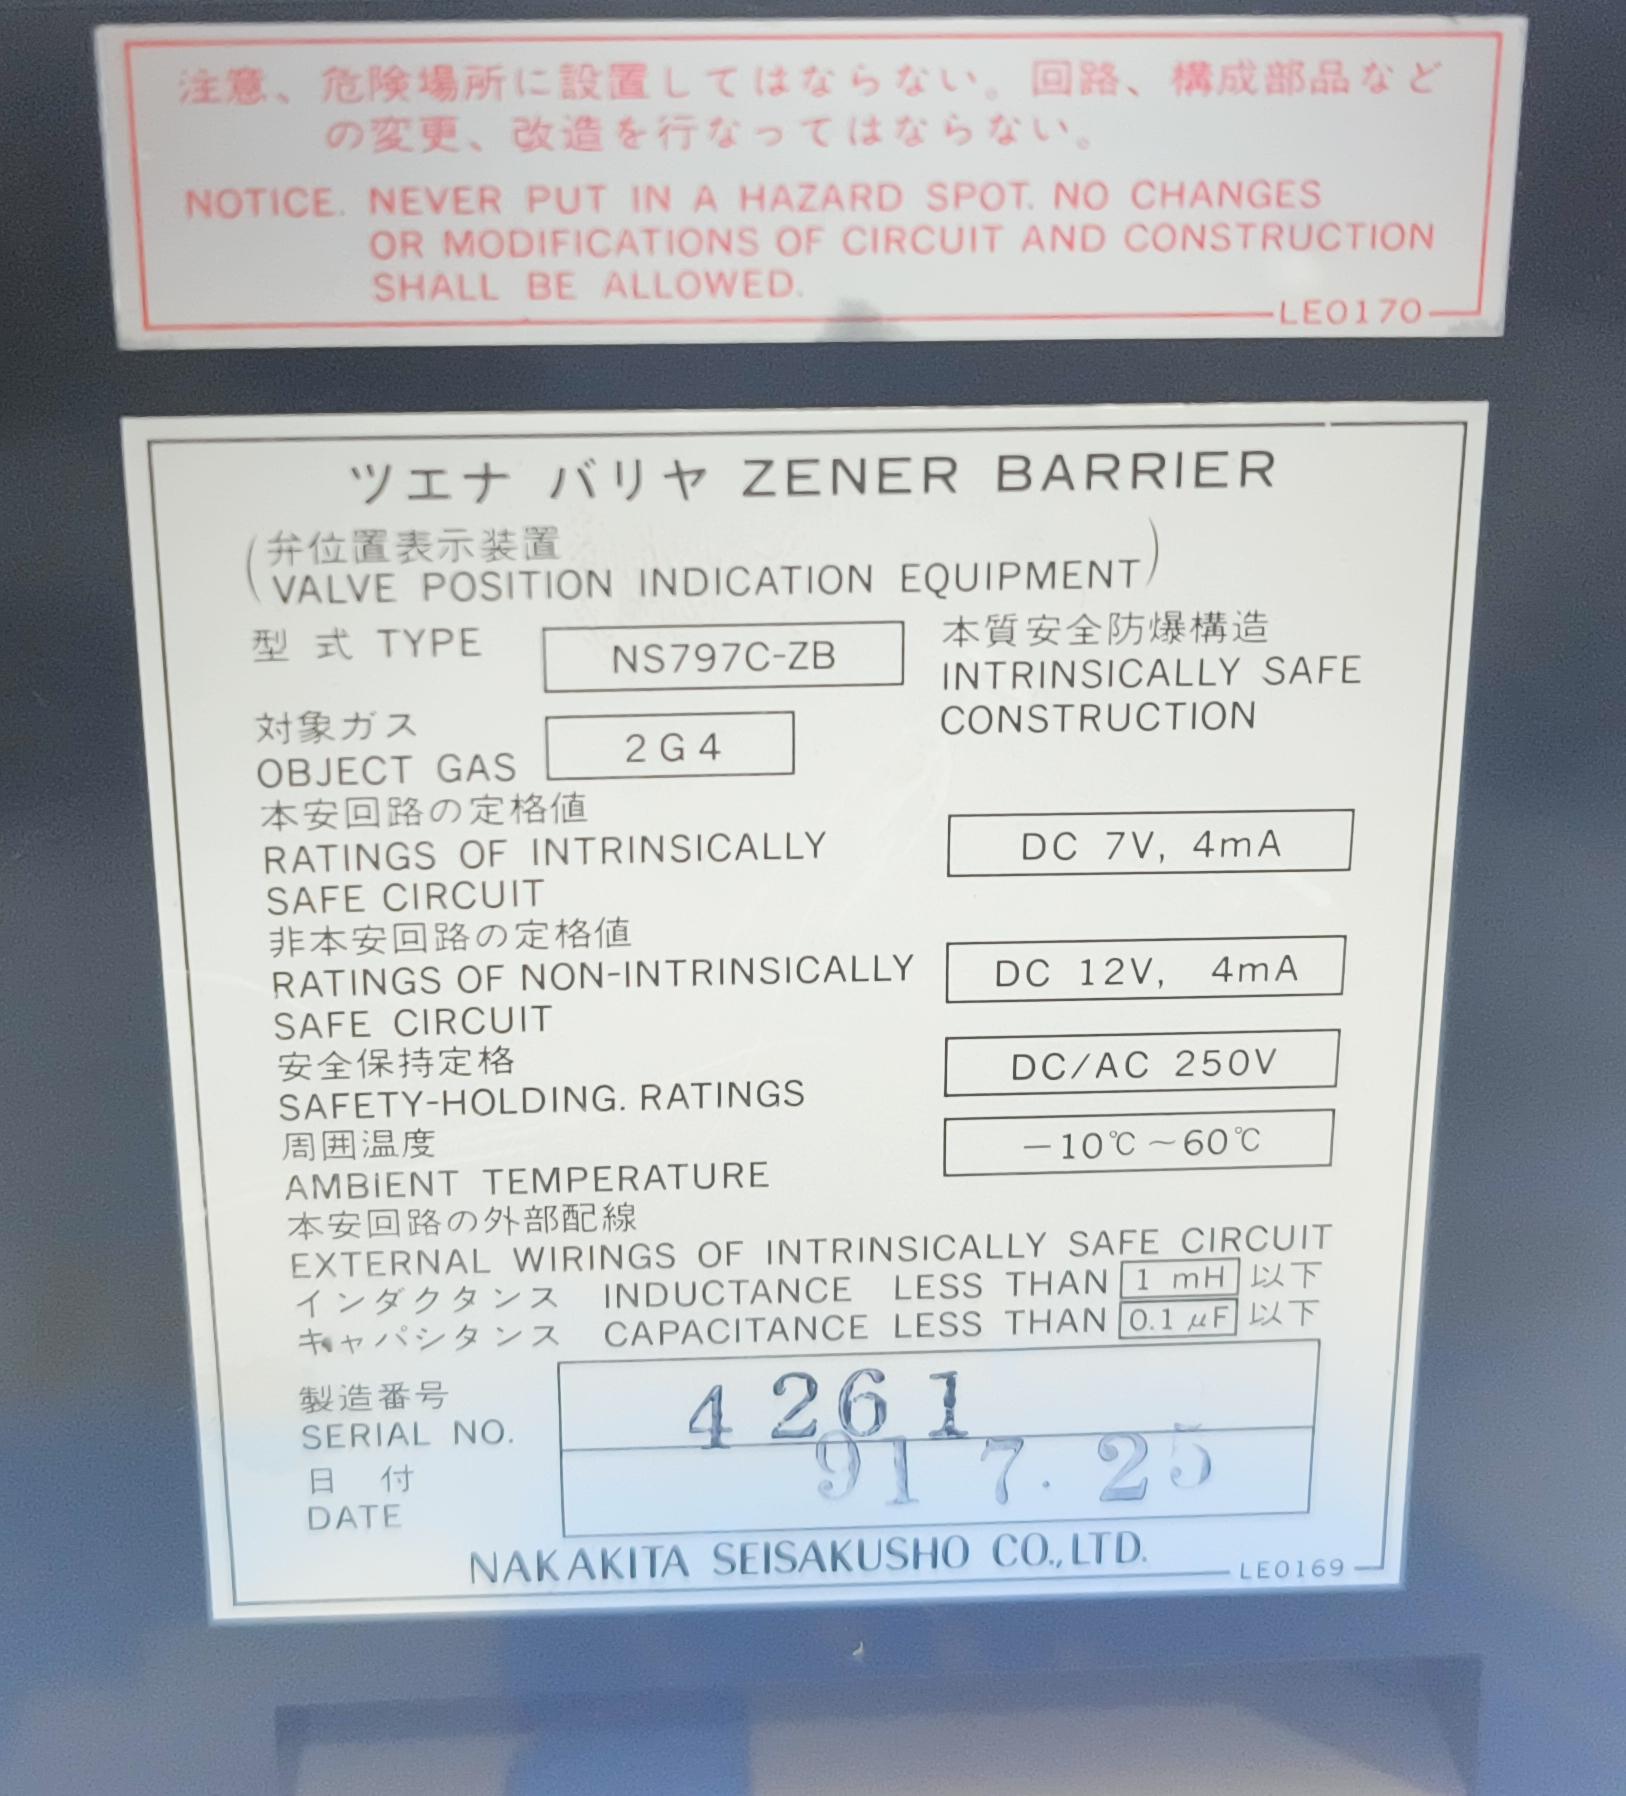 注意、危険場所に設置してはならない。回路、構成部品など
の変更、改造を行なってはならない。
NOTICE. NEVER PUT IN A HAZARD SPOT. NO CHANGES
OR MODIFICATIONS OF CIRCUIT AND CONSTRUCTION
SHALL BE ALLOWED.
LE0170
ツエナ バリヤ ZENER BARRIER
(弁位置表示装置
VALVE POSITION INDICATION EQUIPMENT)
型 式 TYPE NS797C-ZB
本質安全防爆構造
INTRINSICALLY SAFE
CONSTRUCTION
対象ガス
OBJECT GAS 2G4
本安回路の定格値
RATINGS OF INTRINSICALLY
SAFE CIRCUIT
DC 7V, 4mA
非本安回路の定格値
RATINGS OF NON-INTRINSICALLY
SAFE CIRCUIT
DC 12V, 4mA
安全保持定格
SAFETY-HOLDING. RATINGS
DC/AC 250V
周囲温度
AMBIENT TEMPERATURE
−10℃~60℃
本安回路の外部配線
EXTERNAL WIRINGS OF INTRINSICALLY SAFE CIRCUIT
インダクタンス INDUCTANCE LESS THAN 1 mH 以下
キャパシタンス CAPACITANCE LESS THAN 0.1 μF 以下
製造番号
SERIAL NO. 4261
日 付
DATE 91 7. 25
NAKAKITA SEISAKUSHO CO., LTD.
LE0169